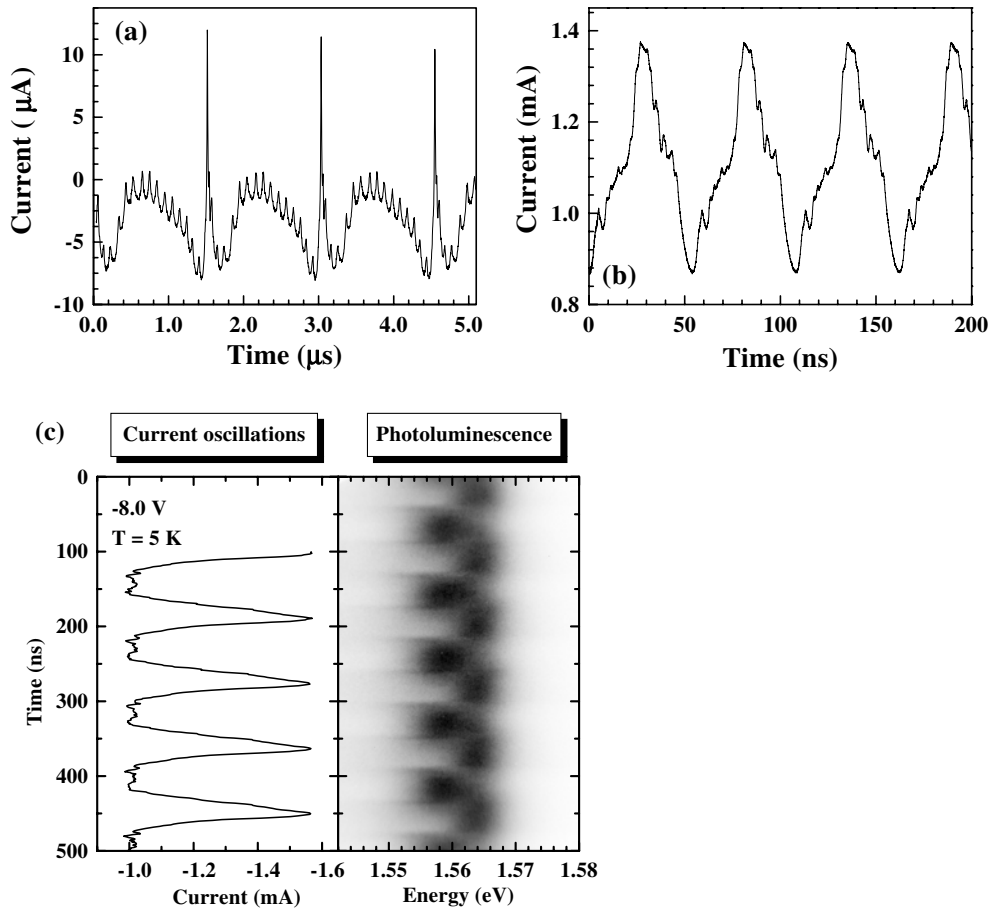 (a)
10
5
0
-5
-10
Current ( μA)
0.0 1.0 2.0 3.0 4.0 5.0
Time (μs)
1.4
1.2
1.0
0.8
Current (mA)
(b)
0 50 100 150 200
Time (ns)
(c)
Current oscillations
Photoluminescence
-8.0 V
T = 5 K
0
100
200
300
400
500
Time (ns)
-1.0 -1.2 -1.4 -1.6
Current (mA)
1.55 1.56 1.57 1.58
Energy (eV)